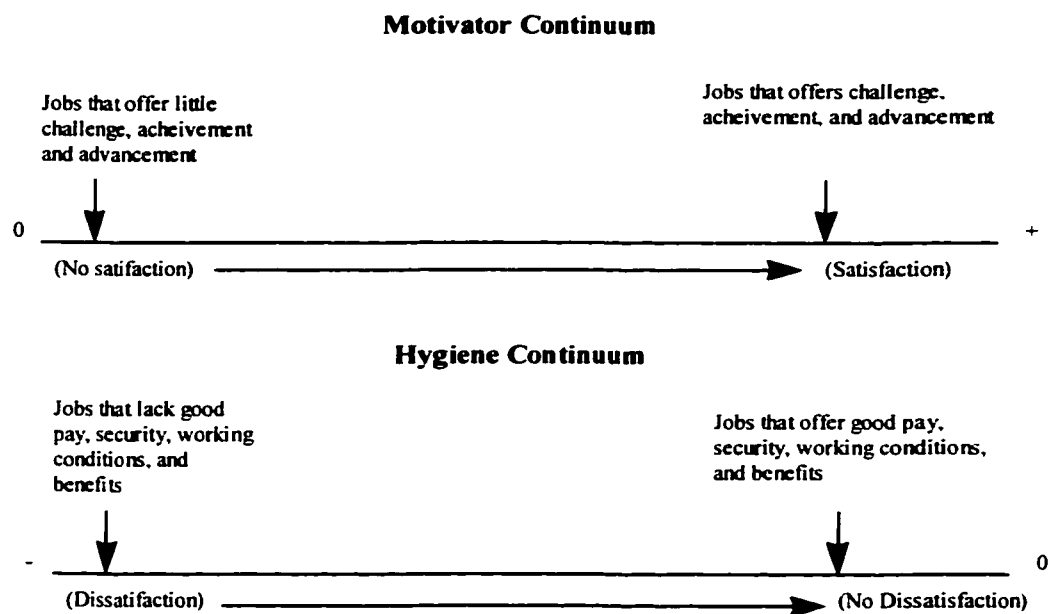 Motivator Continuum
Jobs that offer little
challenge, acheivement
and advancement
Jobs that offers challenge,
acheivement, and advancement
0
+
(No satifaction)
(Satisfaction)
Hygiene Continuum
Jobs that lack good
pay, security, working
conditions, and
benefits
Jobs that offer good pay,
security, working conditions,
and benefits
-
0
(Dissatifaction)
(No Dissatisfaction)